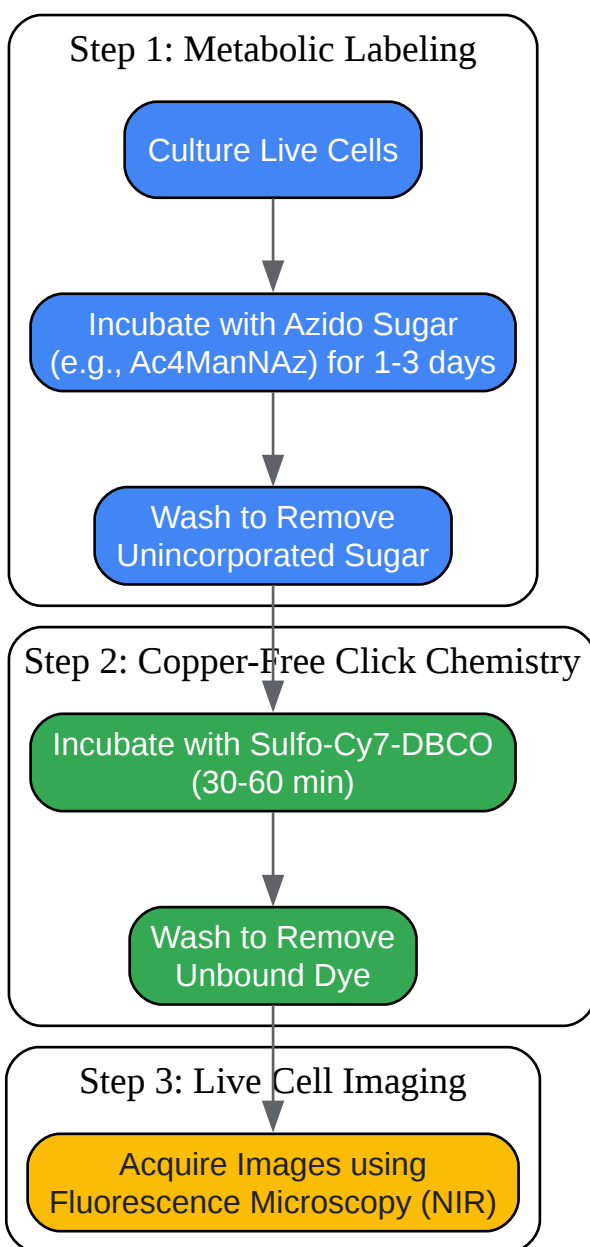 Step 1: Metabolic Labeling
Culture Live Cells
Incubate with Azido Sugar
(e.g., Ac4ManNAz) for 1-3 days
Wash to Remove
Unincorporated Sugar
Step 2: Copper-Free Click Chemistry
Incubate with Sulfo-Cy7-DBCO
(30-60 min)
Wash to Remove
Unbound Dye
Step 3: Live Cell Imaging
Acquire Images using
Fluorescence Microscopy (NIR)